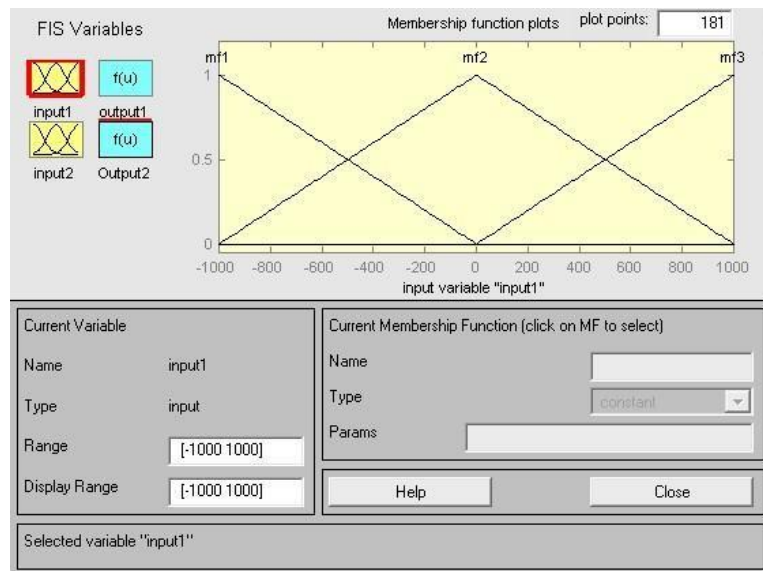 FIS Variables
Membership function plots
plot points:
181
f(u)
input1
output1
f(u)
input2
Output2
mf1
mf2
mf3
1
0.5
0
-1000
-800
-600
-400
-200
0
200
400
600
800
1000
input variable "input1"
Current Variable
Name
input1
Type
input
Range
[-1000 1000]
Display Range
[-1000 1000]
Current Membership Function (click on MF to select)
Name
Type
constant
Params
Help
Close
Selected variable "input1"